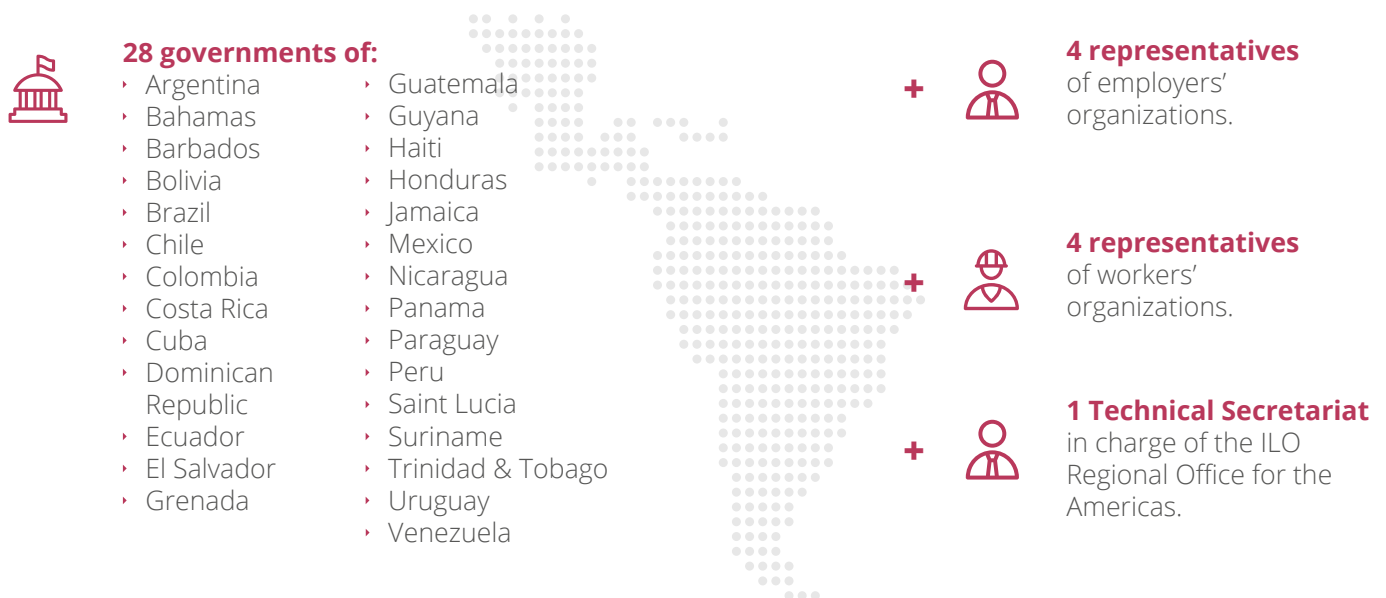 28 governments of:
Argentina
Bahamas
Barbados
Bolivia
Brazil
Chile
Colombia
Costa Rica
Cuba
Dominican
Republic
Ecuador
El Salvador
Grenada
Guatemala
Guyana
Haiti
Honduras
Jamaica
Mexico
Nicaragua
Panama
Paraguay
Peru
Saint Lucia
Suriname
Trinidad & Tobago
Uruguay
Venezuela
+
4 representatives
of employers’
organizations.
+
4 representatives
of workers’
organizations.
+
1 Technical Secretariat
in charge of the ILO
Regional Office for the
Americas.